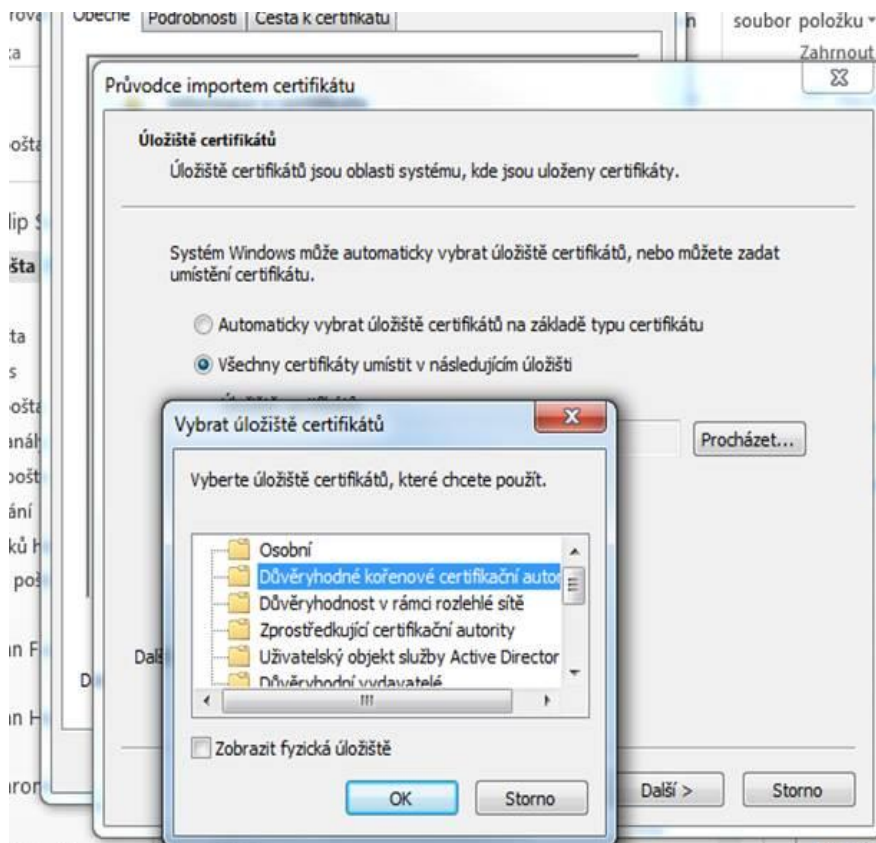 Obecné Podrobnosti Cesta k certifikátu
soubor položku
Zahrnout
Průvodce importem certifikátu
Úložiště certifikátů
Úložiště certifikátů jsou oblasti systému, kde jsou uloženy certifikáty.
Systém Windows může automaticky vybrat úložiště certifikátů, nebo můžete zadat
umístění certifikátu.
Automaticky vybrat úložiště certifikátů na základě typu certifikátu
Všechny certifikáty umístit v následujícím úložišti
Procházet...
Vybrat úložiště certifikátů
Vyberte úložiště certifikátů, které chcete použít.
Osobní
Důvěryhodné kořenové certifikační autor
Důvěryhodnost v rámci rozlehlé sítě
Zprostředkující certifikační autority
Uživatelský objekt služby Active Director
Důvěryhodní vydavatelé
Zobrazit fyzická úložiště
OK Storno
Další > Storno